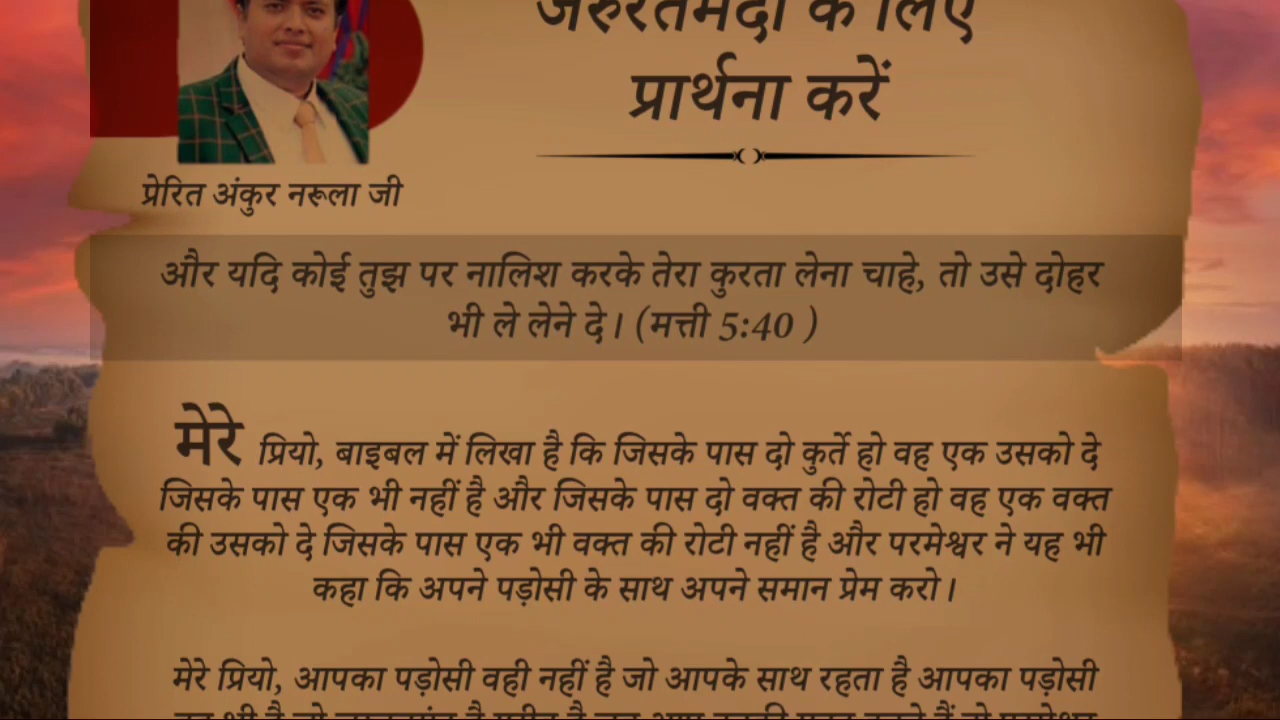 जरुरतमंदों के लिए
प्रार्थना करें
प्रेरित अंकुर नरूला जी
और यदि कोई तुझ पर नालिश करके तेरा कुरता लेना चाहे, तो उसे दोहर
भी ले लेने दे। (मत्ती 5:40 )
मेरे प्रियो, बाइबल में लिखा है कि जिसके पास दो कुर्ते हो वह एक उसको दे
जिसके पास एक भी नहीं है और जिसके पास दो वक्त की रोटी हो वह एक वक्त
की उसको दे जिसके पास एक भी वक्त की रोटी नहीं है और परमेश्वर ने यह भी
कहा कि अपने पड़ोसी के साथ अपने समान प्रेम करो।
मेरे प्रियो, आपका पड़ोसी वही नहीं है जो आपके साथ रहता है आपका पड़ोसी